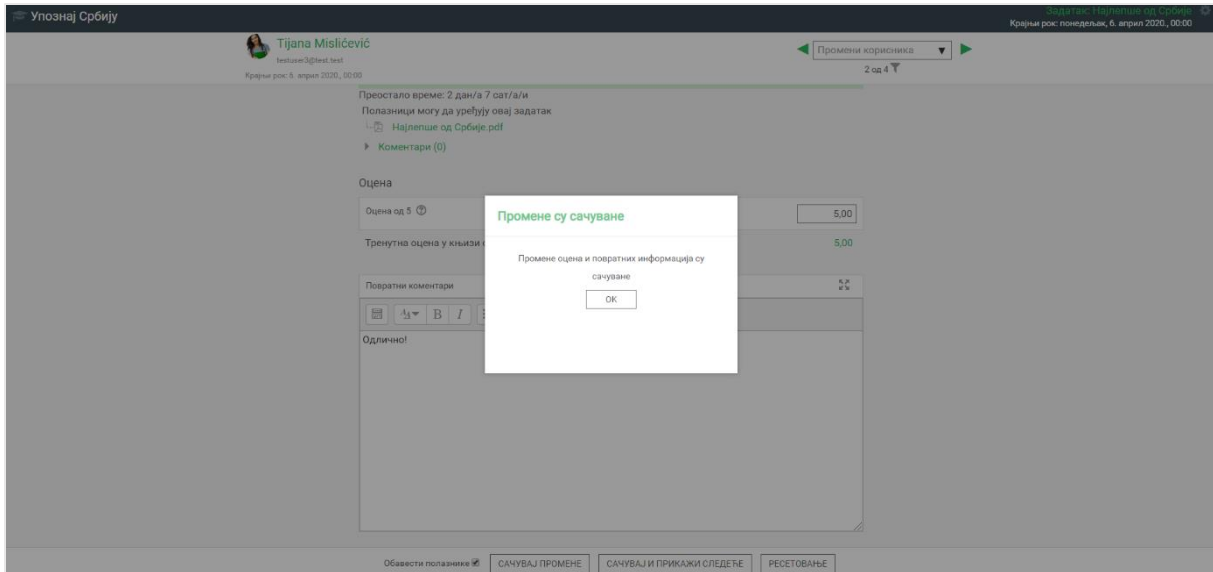 Упознај Србију
Задатак: Најлепше од Србије
Крајњи рок: понедељак, 6. април 2020., 00:00
Tijana Mislićević
testuser3@test.test
Крајњи рок: 6. април 2020., 00:00
Промени корисника
2 од 4
Преостало време: 2 дан/а 7 сат/а/и
Полазници могу да уређују овај задатак
Најлепше од Србије.pdf
Коментари (0)
Оцена
Оцена од 5
5,00
Тренутна оцена у књизи
5,00
Промене су сачуване
Промене оцена и повратних информација су
сачуване
OK
Повратни коментари
B I
Одлично!
Обавести полазнике
САЧУВАЈ ПРОМЕНЕ
САЧУВАЈ И ПРИКАЖИ СЛЕДЕЋЕ
РЕСЕТОВАЊЕ